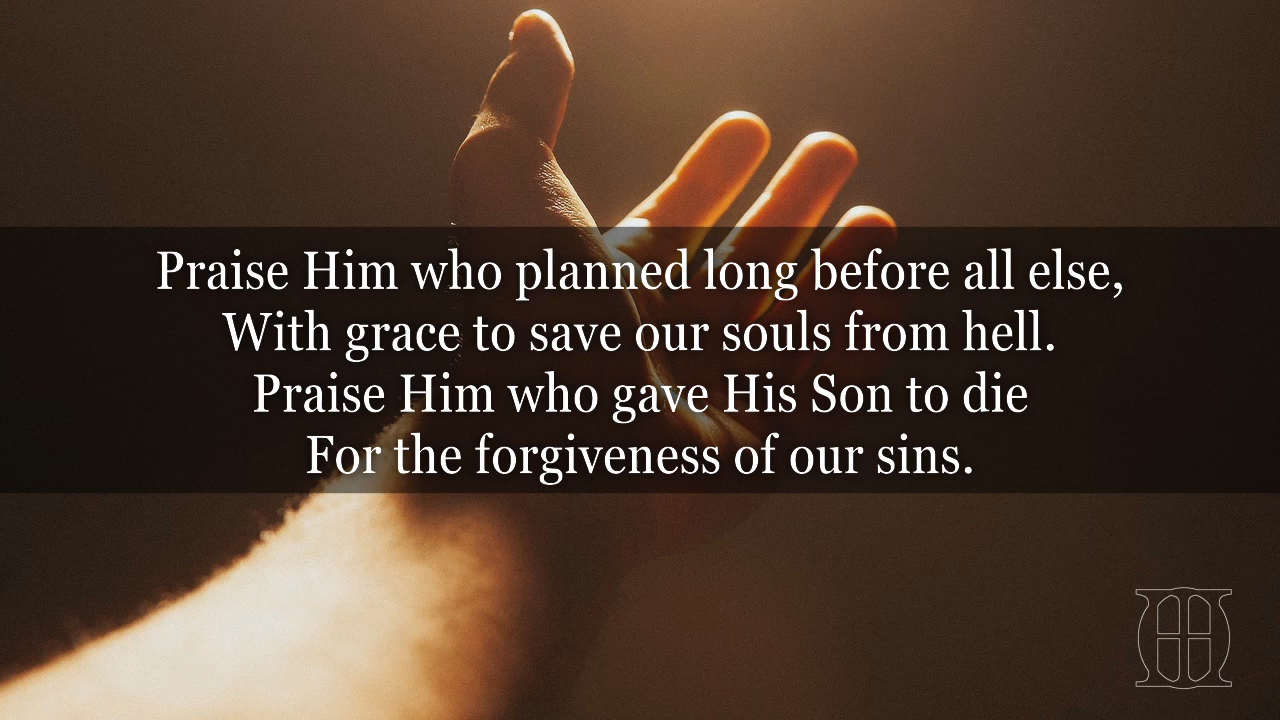 Praise Him who planned long before all else,
With grace to save our souls from hell.
Praise Him who gave His Son to die
For the forgiveness of our sins.